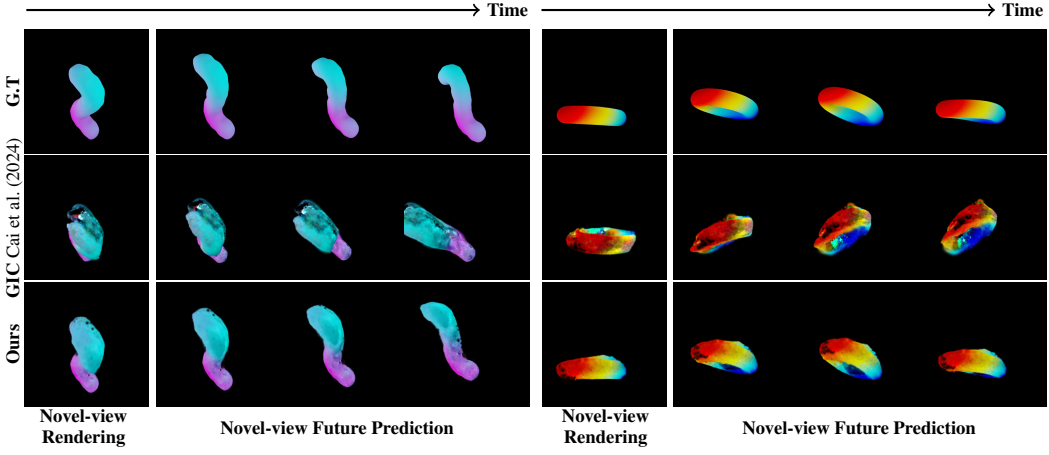 Time
Time
G.T
GIC Cai et al. (2024)
Ours
Novel-view
Rendering
Novel-view Future Prediction
Novel-view
Rendering
Novel-view Future Prediction